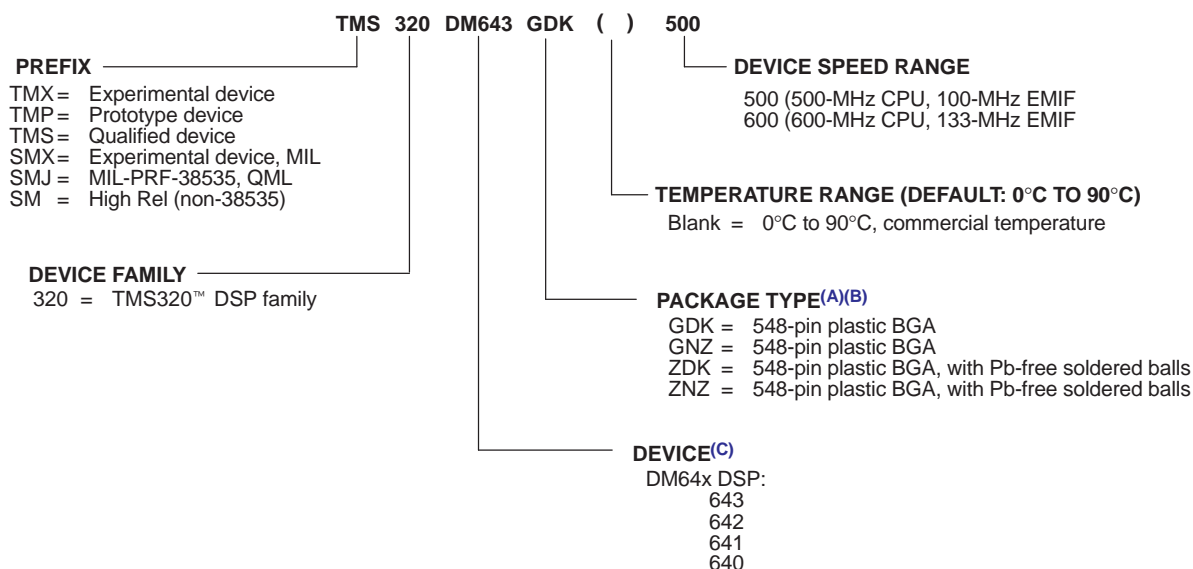 TMS 320 DM643 GDK ( ) 500
PREFIX
TMX = Experimental device
TMP = Prototype device
TMS = Qualified device
SMX = Experimental device, MIL
SMJ = MIL-PRF-38535, QML
SM = High Rel (non-38535)
DEVICE SPEED RANGE
500 (500-MHz CPU, 100-MHz EMIF
600 (600-MHz CPU, 133-MHz EMIF
TEMPERATURE RANGE (DEFAULT: 0°C TO 90°C)
Blank = 0°C to 90°C, commercial temperature
DEVICE FAMILY
320 = TMS320™ DSP family
PACKAGE TYPE(A)(B)
GDK = 548-pin plastic BGA
GNZ = 548-pin plastic BGA
ZDK = 548-pin plastic BGA, with Pb-free soldered balls
ZNZ = 548-pin plastic BGA, with Pb-free soldered balls
DEVICE(C)
DM64x DSP:
643
642
641
640